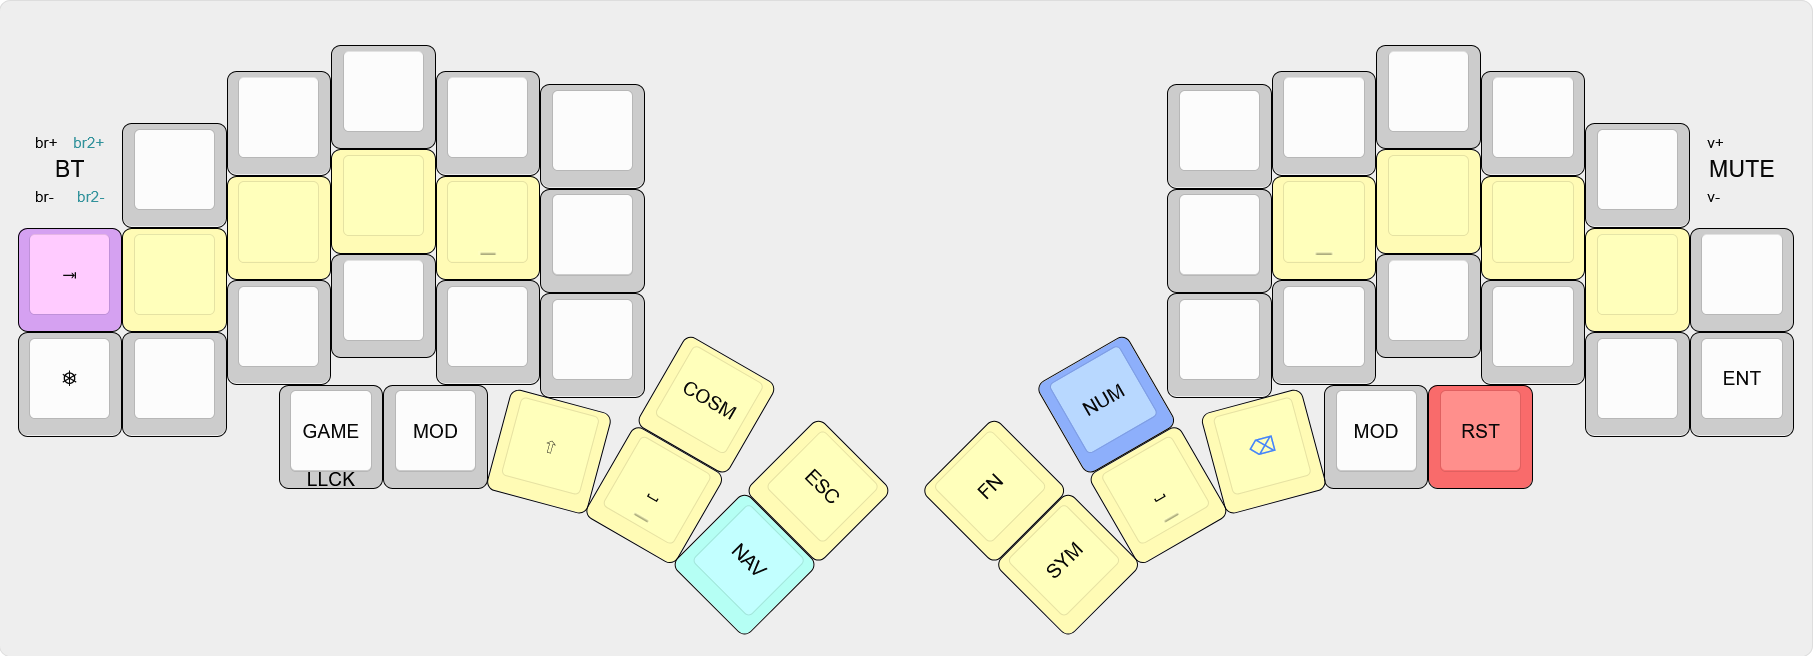 br+ br2+
BT
br- br2-
v+
MUTE
v-
⇥
⎈
ENT
GAME
LLCK
MOD
⇧
COSM
⎵
ESC
NAV
NUM
FN
SYM
⎵
⌫
MOD
RST